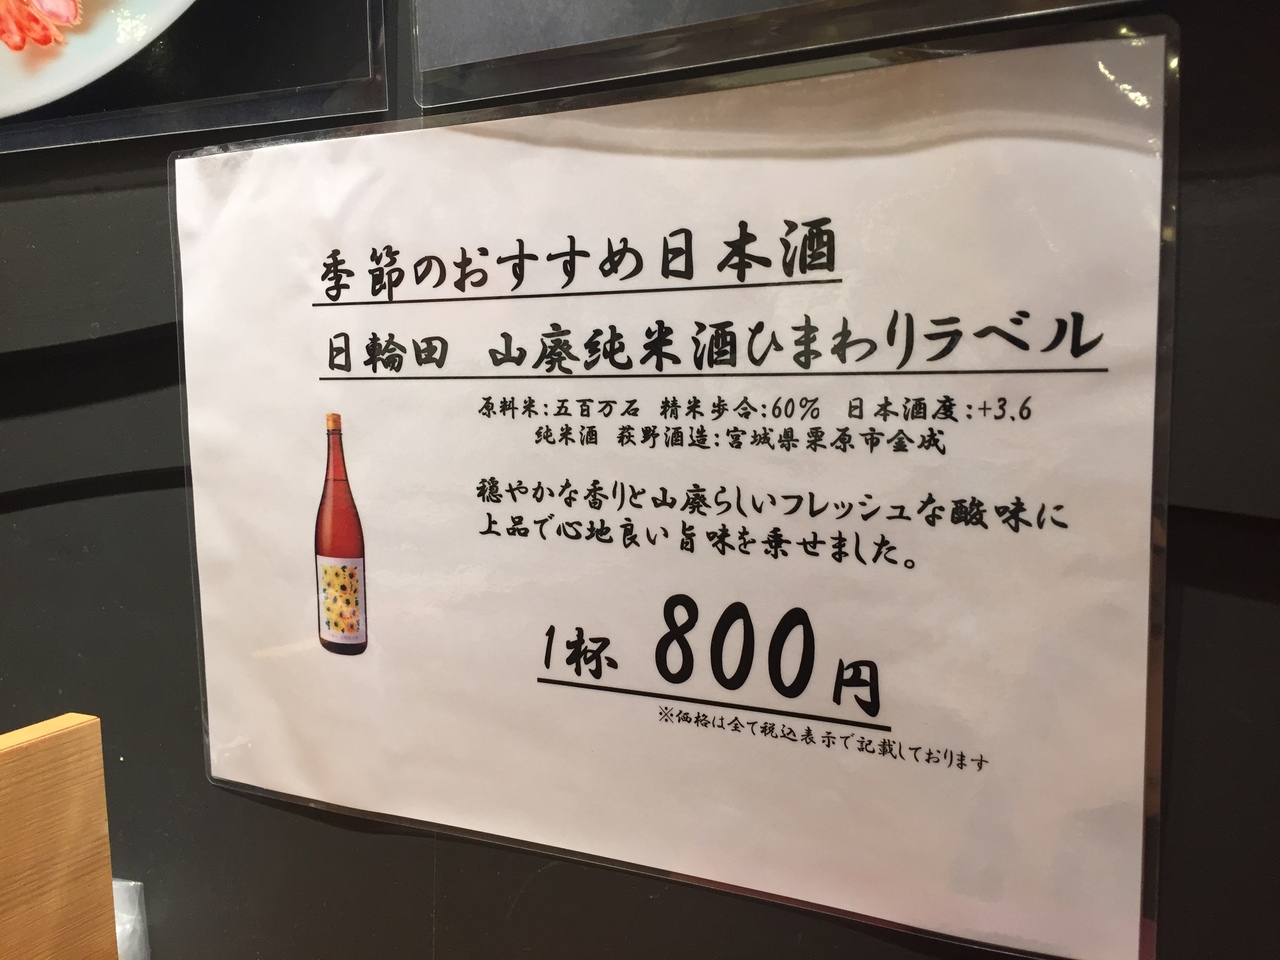 季節のおすすめ日本酒
日輪田 山廃純米酒ひまわりラベル
原料米:五百万石 精米歩合:60% 日本酒度:+3.6
純米酒 萩野酒造:宮城県栗原市金成
穏やかな香りと山廃らしいフレッシュな酸味に
上品で心地良い旨味を乗せました。
1杯 800円
※価格は全て税込表示で記載しております